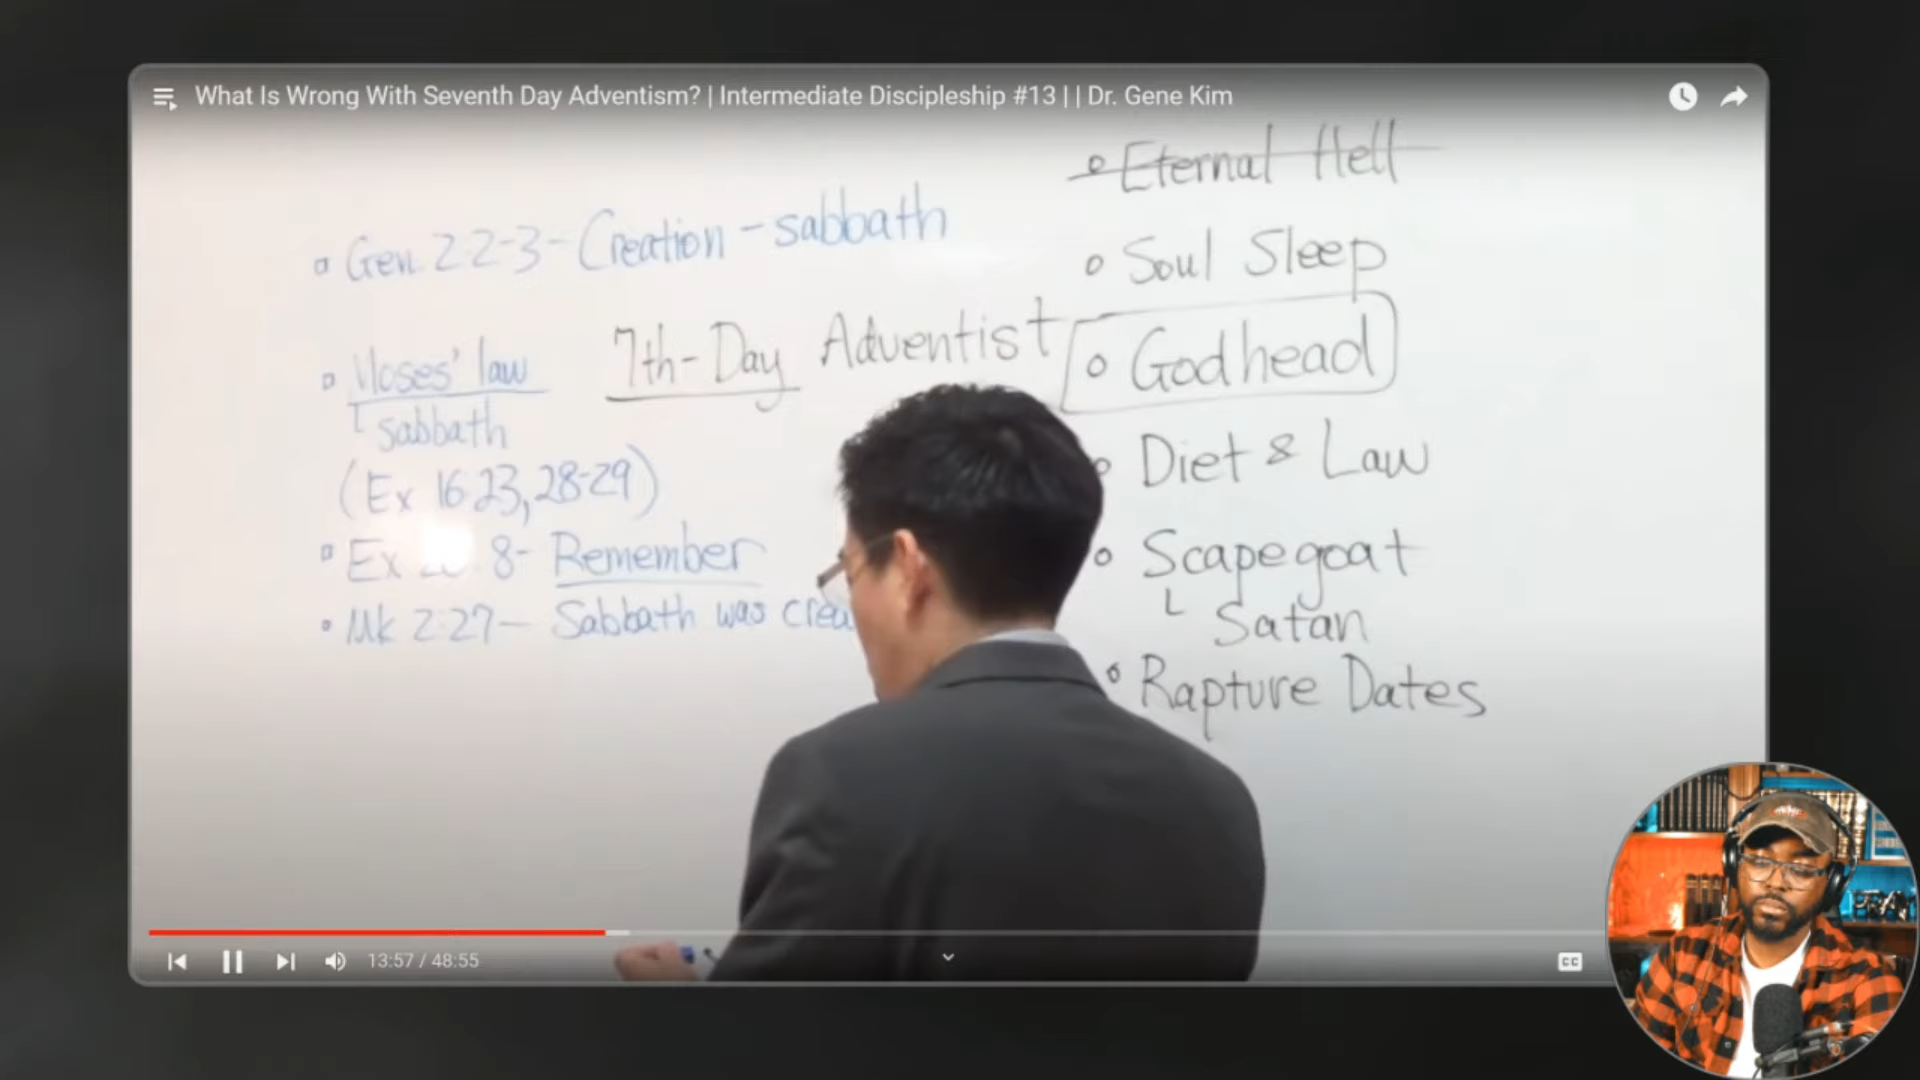 What Is Wrong With Seventh Day Adventism? | Intermediate Discipleship #13 | | Dr. Gene Kim
Eternal Hell
Gen 2:2-3 - Creation - sabbath
Soul Sleep
7th-Day Adventist
Godhead
Moses' law
sabbath
(Ex 16:23, 28-29)
Diet & Law
Ex 8 - Remember
Scapegoat
Satan
Mk 2:27 - Sabbath was
Rapture Dates
13:57 / 48:55
CC